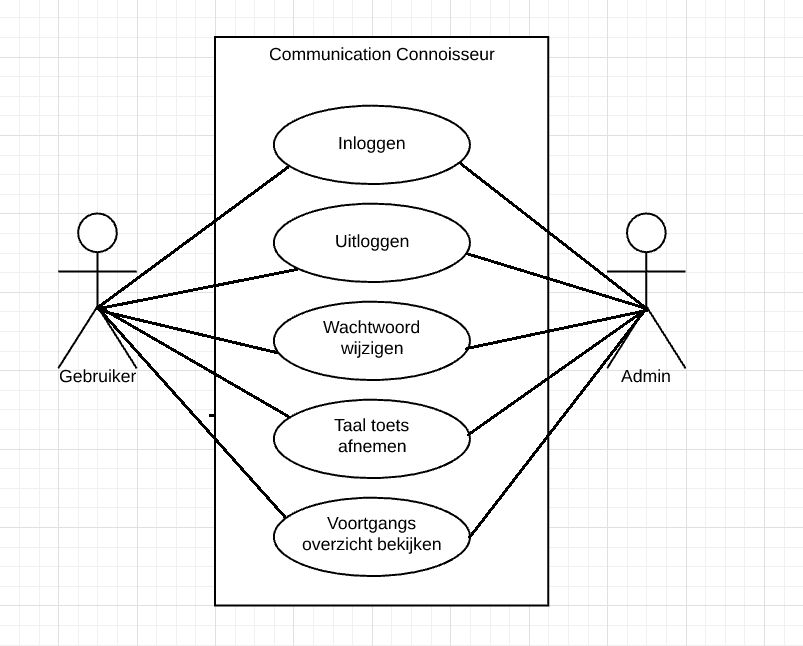 Communication Connoisseur
Inloggen
Uitloggen
Wachtwoord
wijzigen
Gebruiker
Admin
Taal toets
afnemen
Voortgangs
overzicht bekijken